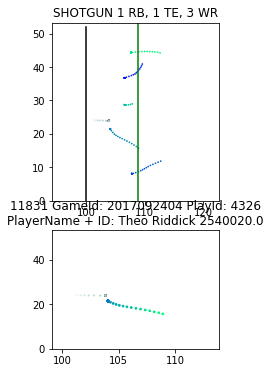 SHOTGUN 1 RB, 1 TE, 3 WR
50
40
30
20
10
0
100 110 120
11831 GameId: 2017092404 PlayId: 4326
PlayerName + ID: Theo Riddick 2540020.0
40
20
0
100 105 110